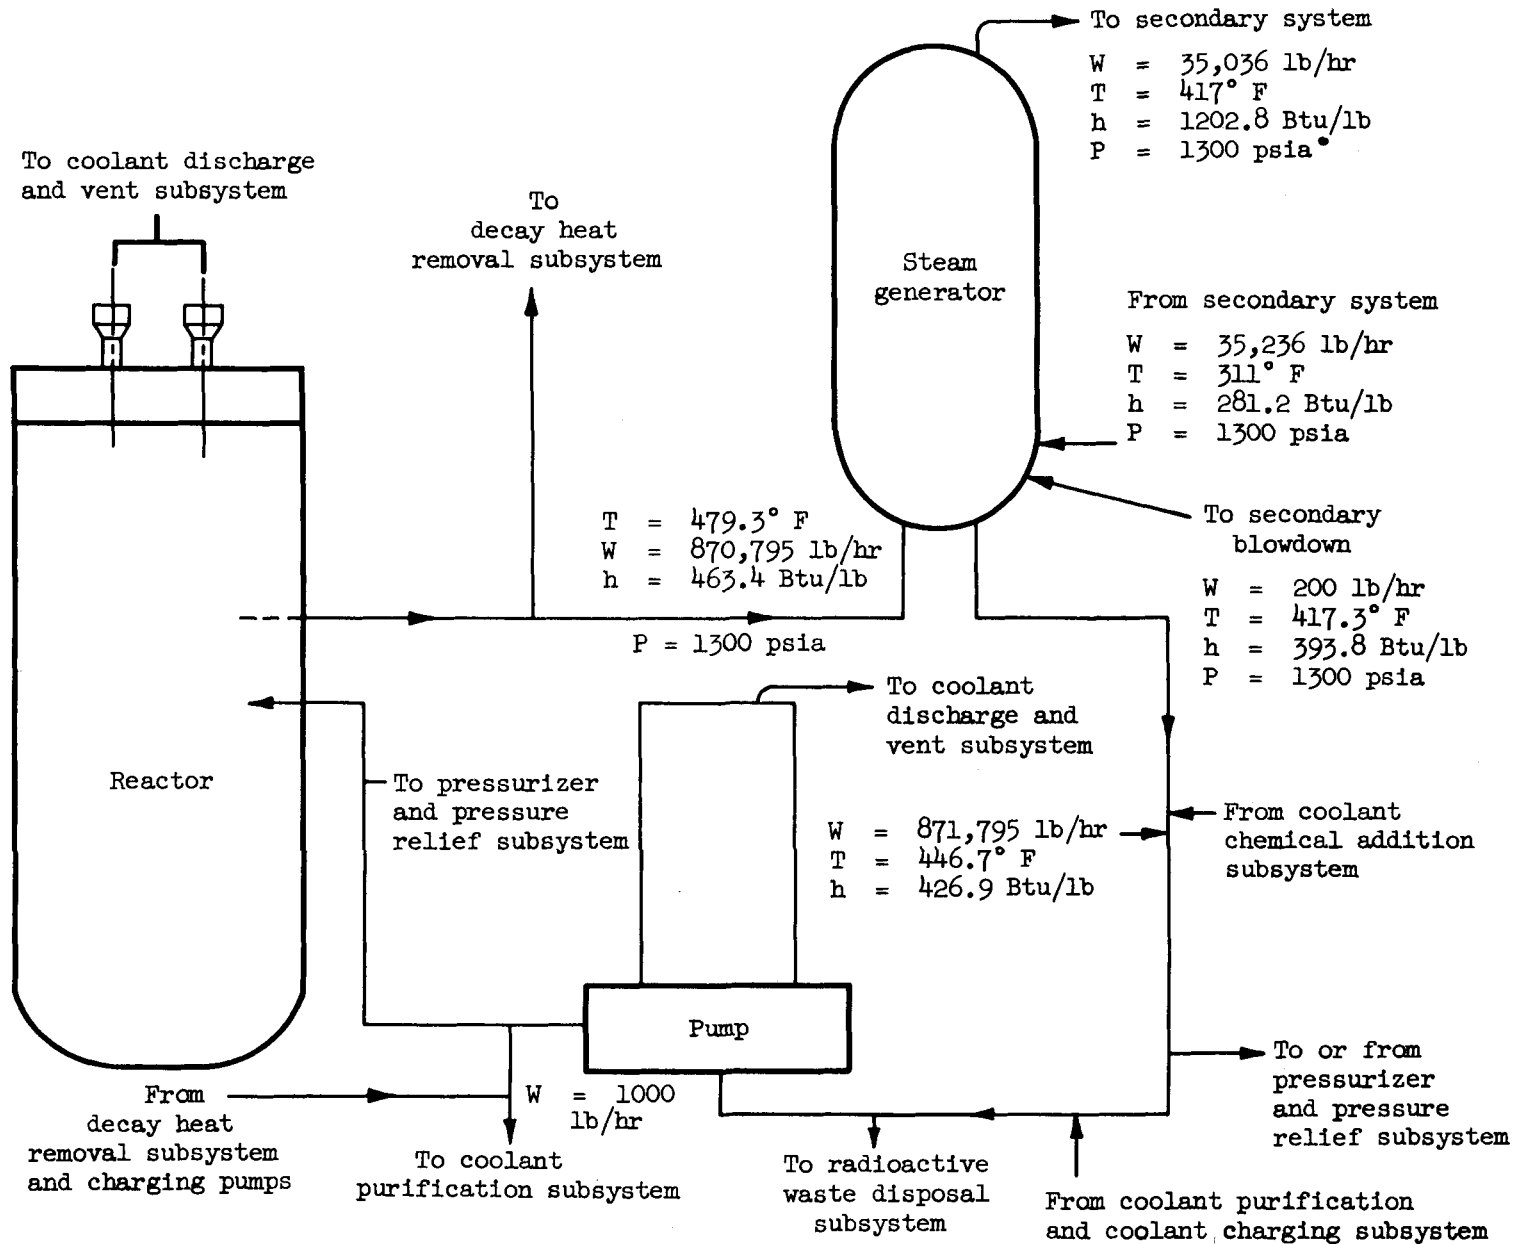 To secondary system
W = 35,036 lb/hr
T = 417° F
h = 1202.8 Btu/lb
P = 1300 psia
To coolant discharge
and vent subsystem
To
decay heat
removal subsystem
Steam
generator
From secondary system
W = 35,236 lb/hr
T = 311° F
h = 281.2 Btu/lb
P = 1300 psia
T = 479.3° F
W = 870,795 lb/hr
h = 463.4 Btu/lb
P = 1300 psia
To secondary
blowdown
W = 200 lb/hr
T = 417.3° F
h = 393.8 Btu/lb
P = 1300 psia
To coolant
discharge and
vent subsystem
Reactor
To pressurizer
and pressure
relief subsystem
W = 871,795 lb/hr
T = 446.7° F
h = 426.9 Btu/lb
From coolant
chemical addition
subsystem
Pump
To or from
pressurizer
and pressure
relief subsystem
From
decay heat
removal subsystem
and charging pumps
W = 1000
lb/hr
To coolant
purification subsystem
To radioactive
waste disposal
subsystem
From coolant purification
and coolant charging subsystem